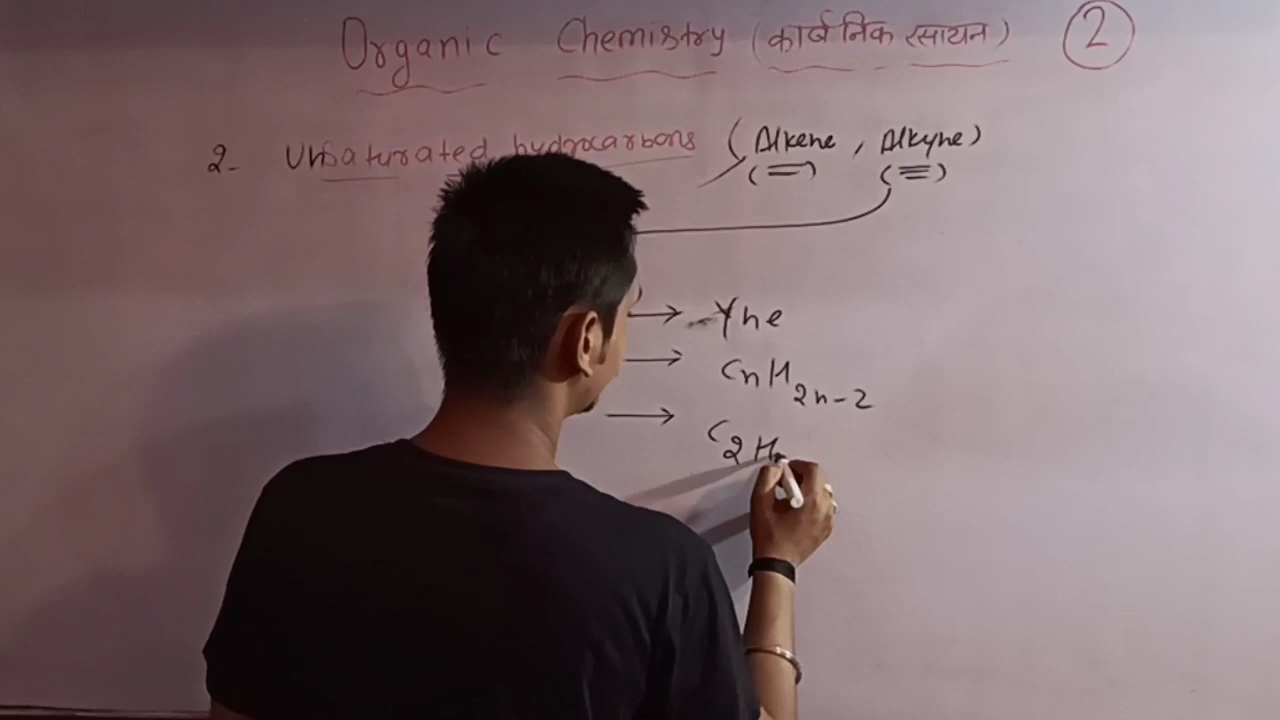 Organic Chemistry (कार्बनिक रसायन) 2
2- Unsaturated hydrocarbons (Alkene, Alkyne)
(=) (≡)
→ -Yne
→ CnH2n-2
→ C2H